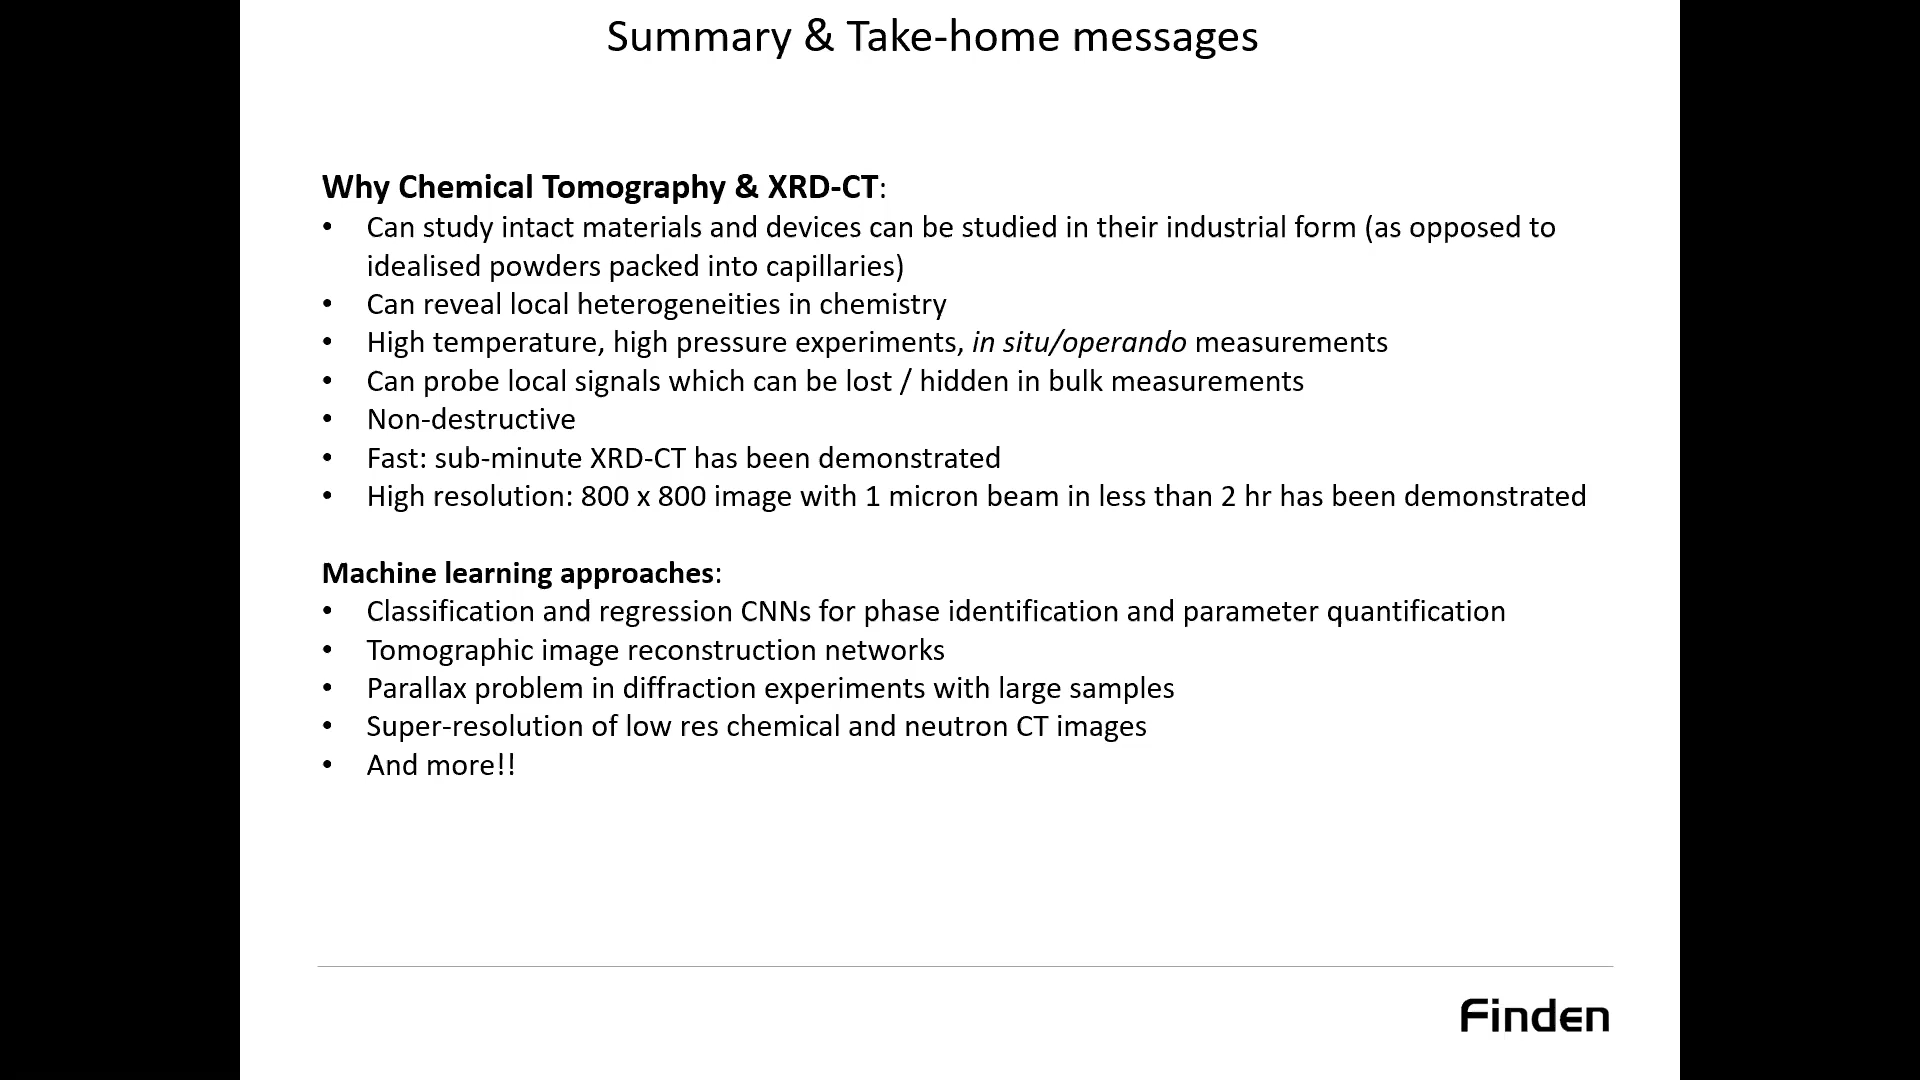 Summary & Take-home messages
Why Chemical Tomography & XRD-CT:
• Can study intact materials and devices can be studied in their industrial form (as opposed to
idealised powders packed into capillaries)
• Can reveal local heterogeneities in chemistry
• High temperature, high pressure experiments, in situ/operando measurements
• Can probe local signals which can be lost / hidden in bulk measurements
• Non-destructive
• Fast: sub-minute XRD-CT has been demonstrated
• High resolution: 800 x 800 image with 1 micron beam in less than 2 hr has been demonstrated
Machine learning approaches:
• Classification and regression CNNs for phase identification and parameter quantification
• Tomographic image reconstruction networks
• Parallax problem in diffraction experiments with large samples
• Super-resolution of low res chemical and neutron CT images
• And more!!
Finden